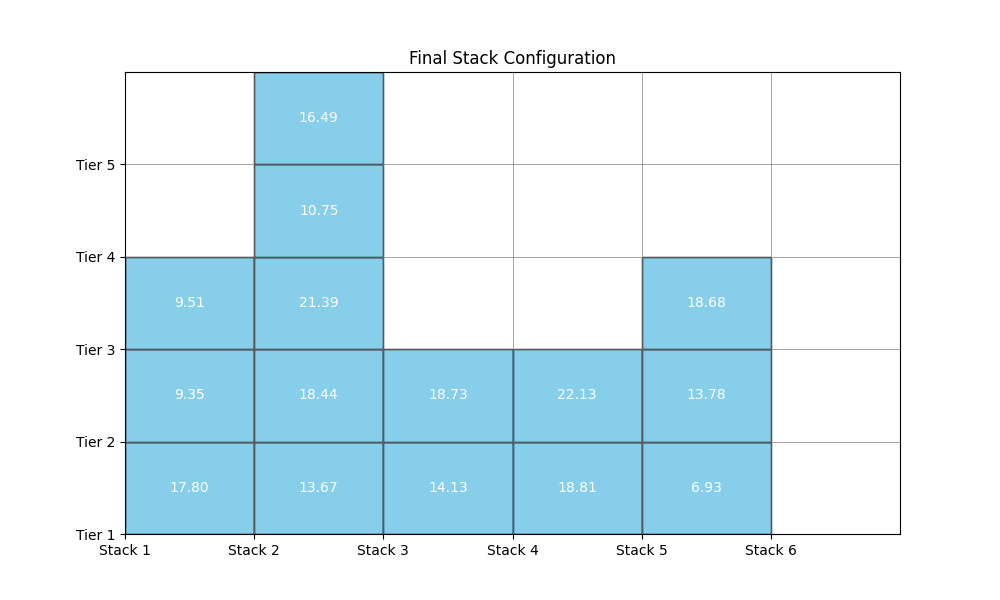 Final Stack Configuration
16.49
Tier 5
10.75
Tier 4
9.51 21.39 18.68
Tier 3
9.35 18.44 18.73 22.13 13.78
Tier 2
17.80 13.67 14.13 18.81 6.93
Tier 1
Stack 1 Stack 2 Stack 3 Stack 4 Stack 5 Stack 6